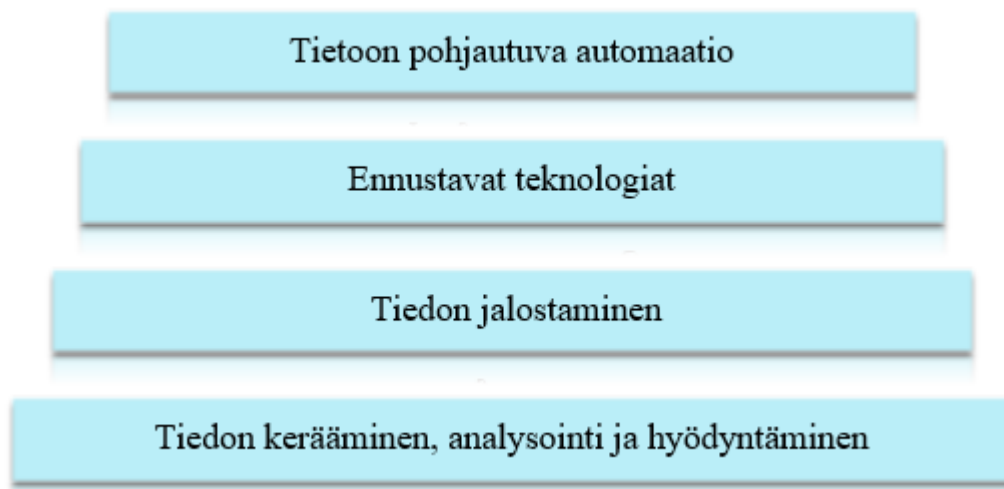 Tietoon pohjautuva automaatio
Ennustavat teknologiat
Tiedon jalostaminen
Tiedon kerääminen, analysointi ja hyödyntäminen